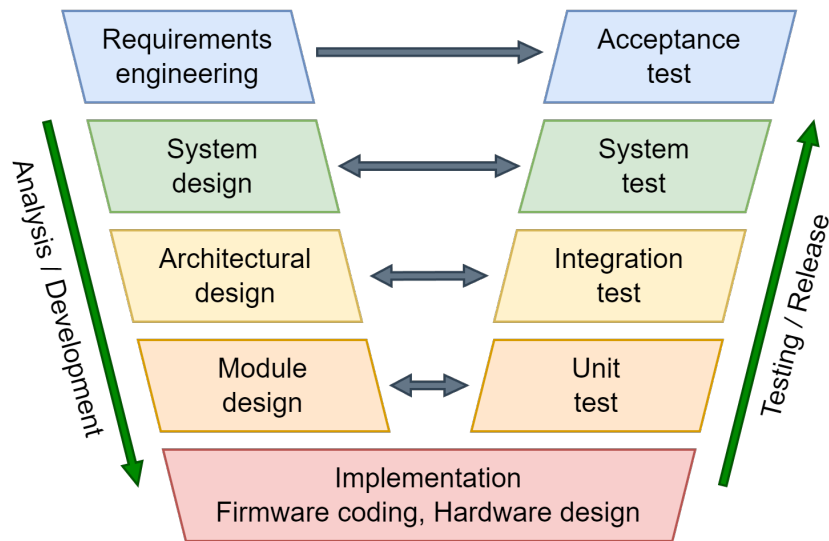 Requirements
engineering
Acceptance
test
System
design
System
test
Architectural
design
Integration
test
Module
design
Unit
test
Implementation
Firmware coding, Hardware design
Analysis / Development
Testing / Release